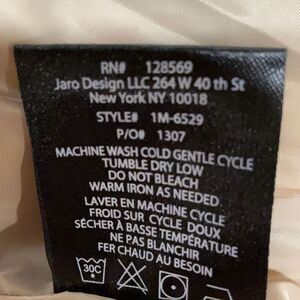 RN# 128569
Jaro Design LLC 264 W 40 th St
New York NY 10018
STYLE# 1M-6529
P/O# 1307
MACHINE WASH COLD GENTLE CYCLE
TUMBLE DRY LOW
DO NOT BLEACH
WARM IRON AS NEEDED
LAVER EN MACHINE CYCLE
FROID SUR CYCLE DOUX
SÉCHER À BASSE TEMPÉRATURE
NE PAS BLANCHIR
FER CHAUD AU BESOIN
30C